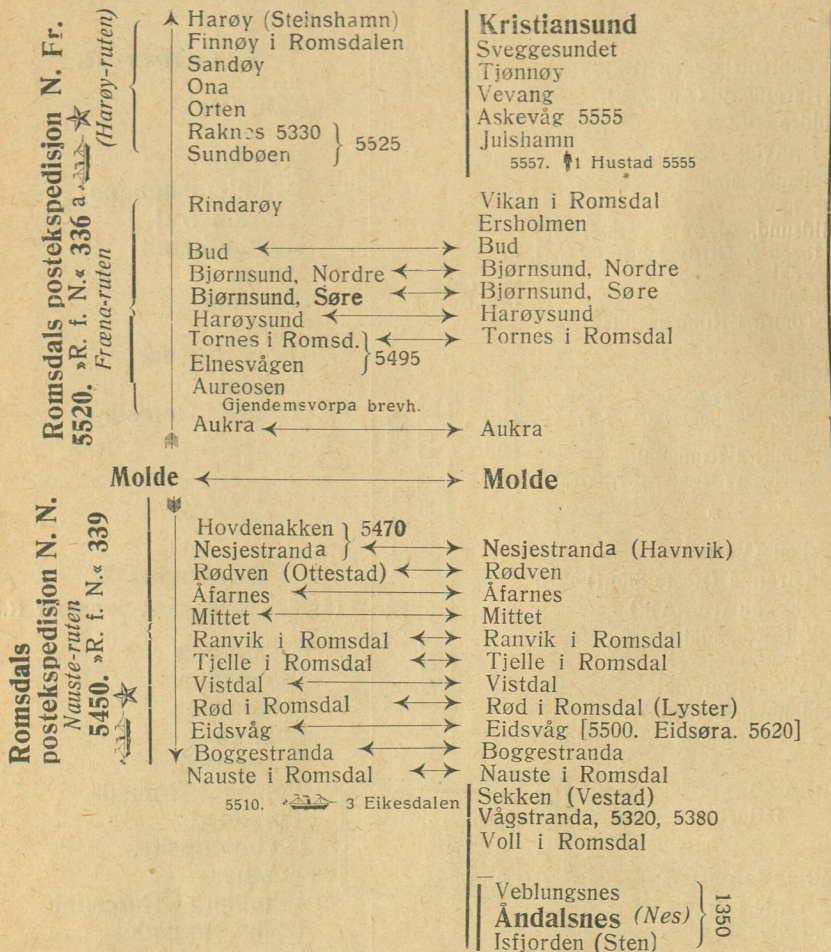 Romsdals postekspedisjon N. Fr.
5520. »R. f. N.« 336 a
(Harøy-ruten)
Fræna-ruten
Harøy (Steinshamn)
Finnøy i Romsdalen
Sandøy
Ona
Orten
Raknes 5330
Sundbøen
5525
Rindarøy
Bud
Bjørnsund, Nordre
Bjørnsund, Søre
Harøysund
Tornes i Romsd.
Elnesvågen
5495
Aureosen
Gjendemsvorpa brevh.
Aukra
Kristiansund
Sveggesundet
Tjønnøy
Vevang
Askevåg 5555
Julshamn
5557. 1 Hustad 5555
*
Vikan i Romsdal
Ersholmen
Bud
Bjørnsund, Nordre
Bjørnsund, Søre
Harøysund
Tornes i Romsdal
Aukra
Molde
Molde
Romsdals
postekspedisjon N. N.
Nauste-ruten
5450. »R. f. N.« 339
Hovdenakken
Nesjestranda
5470
Rødven (Ottestad)
Åfarnes
Mittet
Ranvik i Romsdal
Tjelle i Romsdal
Vistdal
Rød i Romsdal
Eidsvåg
Boggestranda
Nauste i Romsdal
5510. 3 Eikesdalen
Nesjestranda (Havnvik)
Rødven
Åfarnes
Mittet
Ranvik i Romsdal
Tjelle i Romsdal
Vistdal
Rød i Romsdal (Lyster)
Eidsvåg [5500. Eidsøra. 5620]
Boggestranda
Nauste i Romsdal
Sekken (Vestad)
Vågstranda, 5320, 5380
Voll i Romsdal
Veblungsnes
Åndalsnes (Nes)
Isfjorden (Sten)
1350